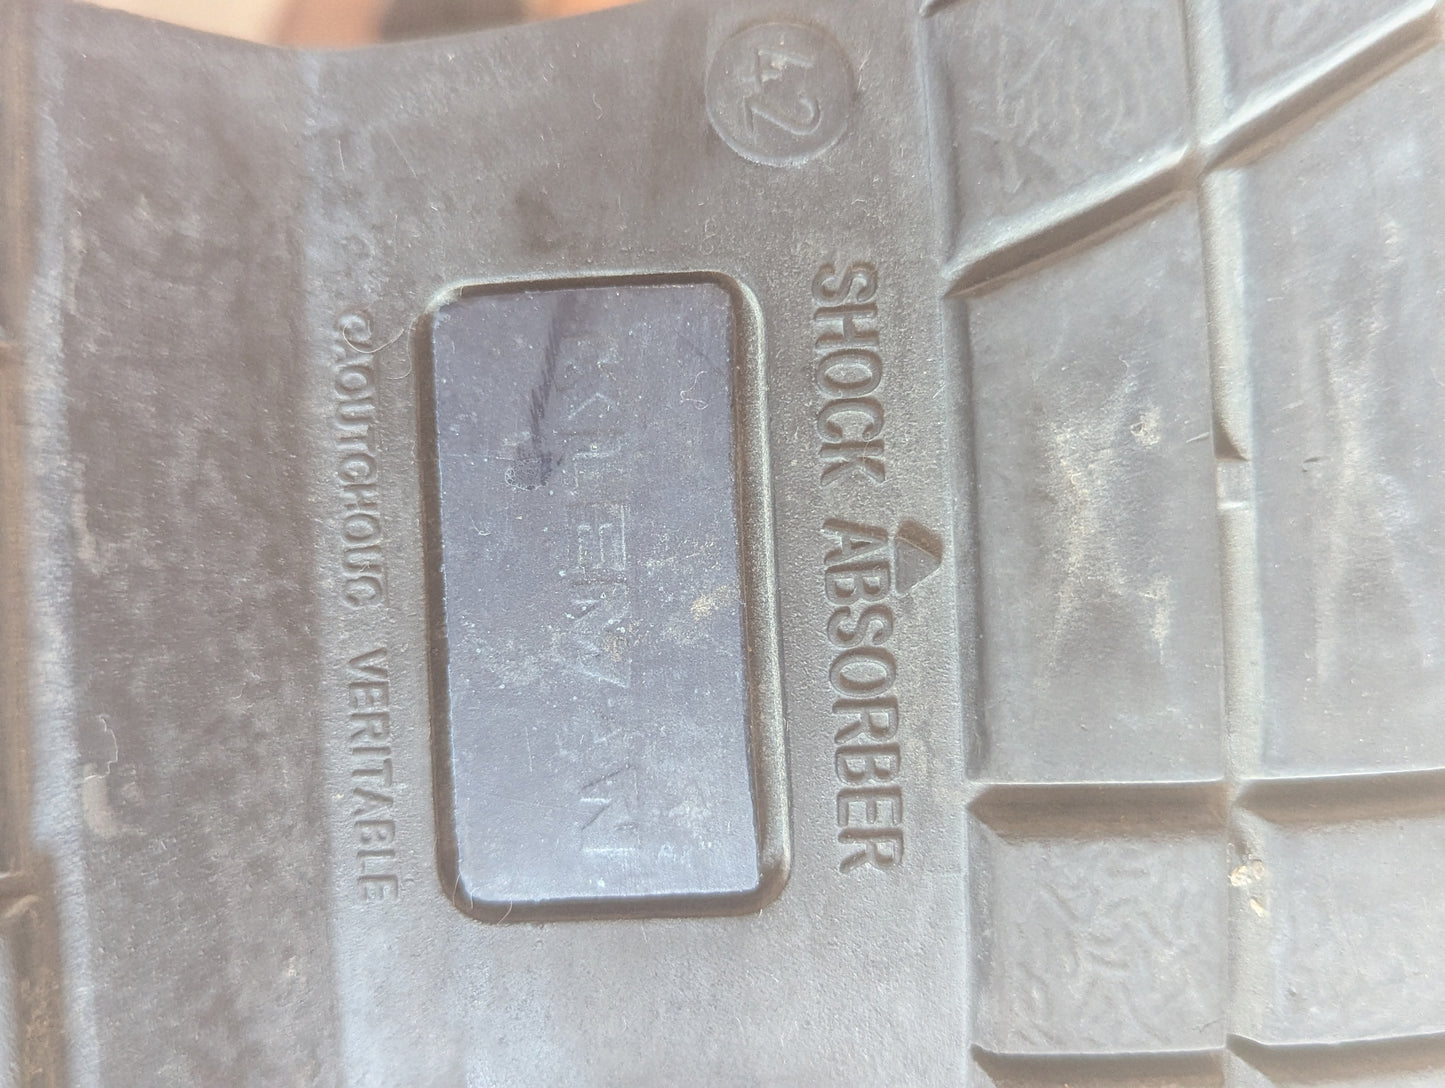 42
SHOCK ABSORBER
CAOUTCHOUC VERITABLE